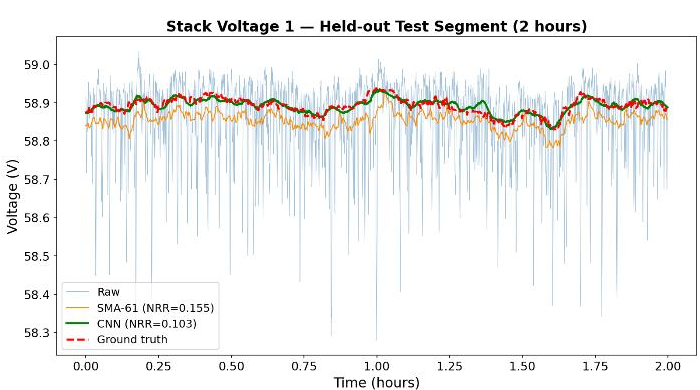 Stack Voltage 1 — Held-out Test Segment (2 hours)
Voltage (V)
59.0
58.9
58.8
58.7
58.6
58.5
58.4
58.3
Raw
SMA-61 (NRR=0.155)
CNN (NRR=0.103)
Ground truth
0.00 0.25 0.50 0.75 1.00 1.25 1.50 1.75 2.00
Time (hours)